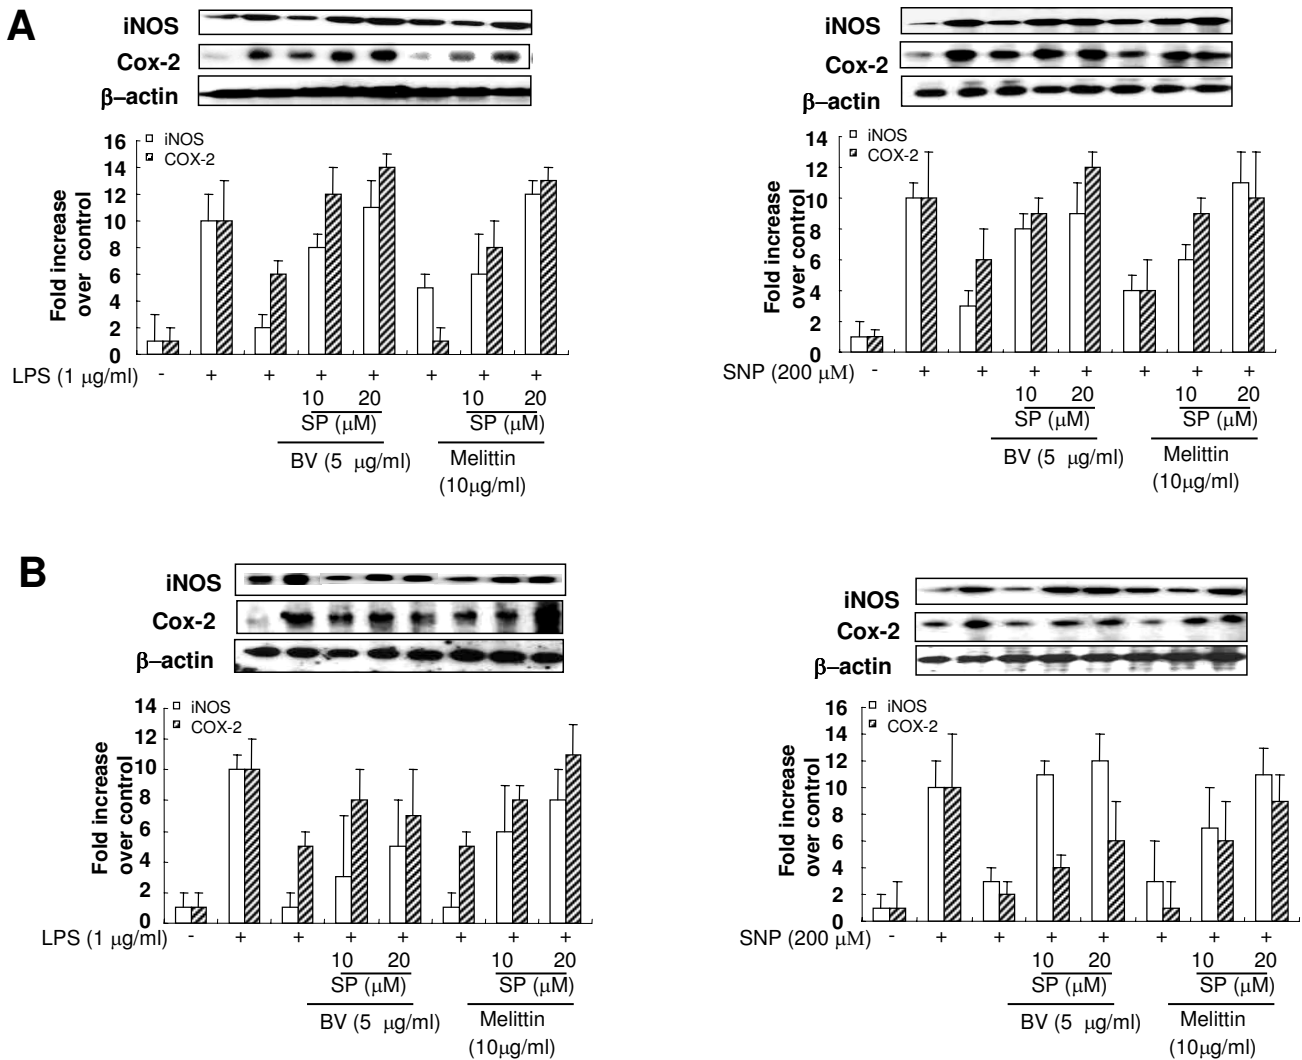 A
iNOS
Cox-2
β–actin
iNOS
COX-2
Fold increase
over control
16
14
12
10
8
6
4
2
0
LPS (1 μg/ml) - + + + + + + +
10 20 10 20
SP (μM) SP (μM)
BV (5 μg/ml) Melittin
(10μg/ml)
iNOS
Cox-2
β–actin
iNOS
COX-2
Fold increase
over control
14
12
10
8
6
4
2
0
SNP (200 μM) - + + + + + + +
10 20 10 20
SP (μM) SP (μM)
BV (5 μg/ml) Melittin
(10μg/ml)
B
iNOS
Cox-2
β–actin
iNOS
COX-2
Fold increase
over control
14
12
10
8
6
4
2
0
LPS (1 μg/ml) - + + + + + + +
10 20 10 20
SP (μM) SP (μM)
BV (5 μg/ml) Melittin
(10μg/ml)
iNOS
Cox-2
β–actin
iNOS
COX-2
Fold increase
over control
16
14
12
10
8
6
4
2
0
SNP (200 μM) - + + + + + + +
10 20 10 20
SP (μM) SP (μM)
BV (5 μg/ml) Melittin
(10μg/ml)